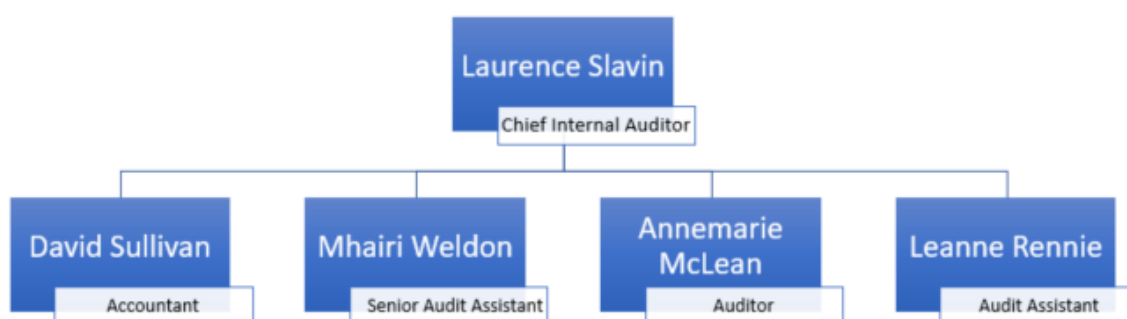 Laurence Slavin
Chief Internal Auditor
David Sullivan
Accountant
Mhairi Weldon
Senior Audit Assistant
Annemarie
McLean
Auditor
Leanne Rennie
Audit Assistant